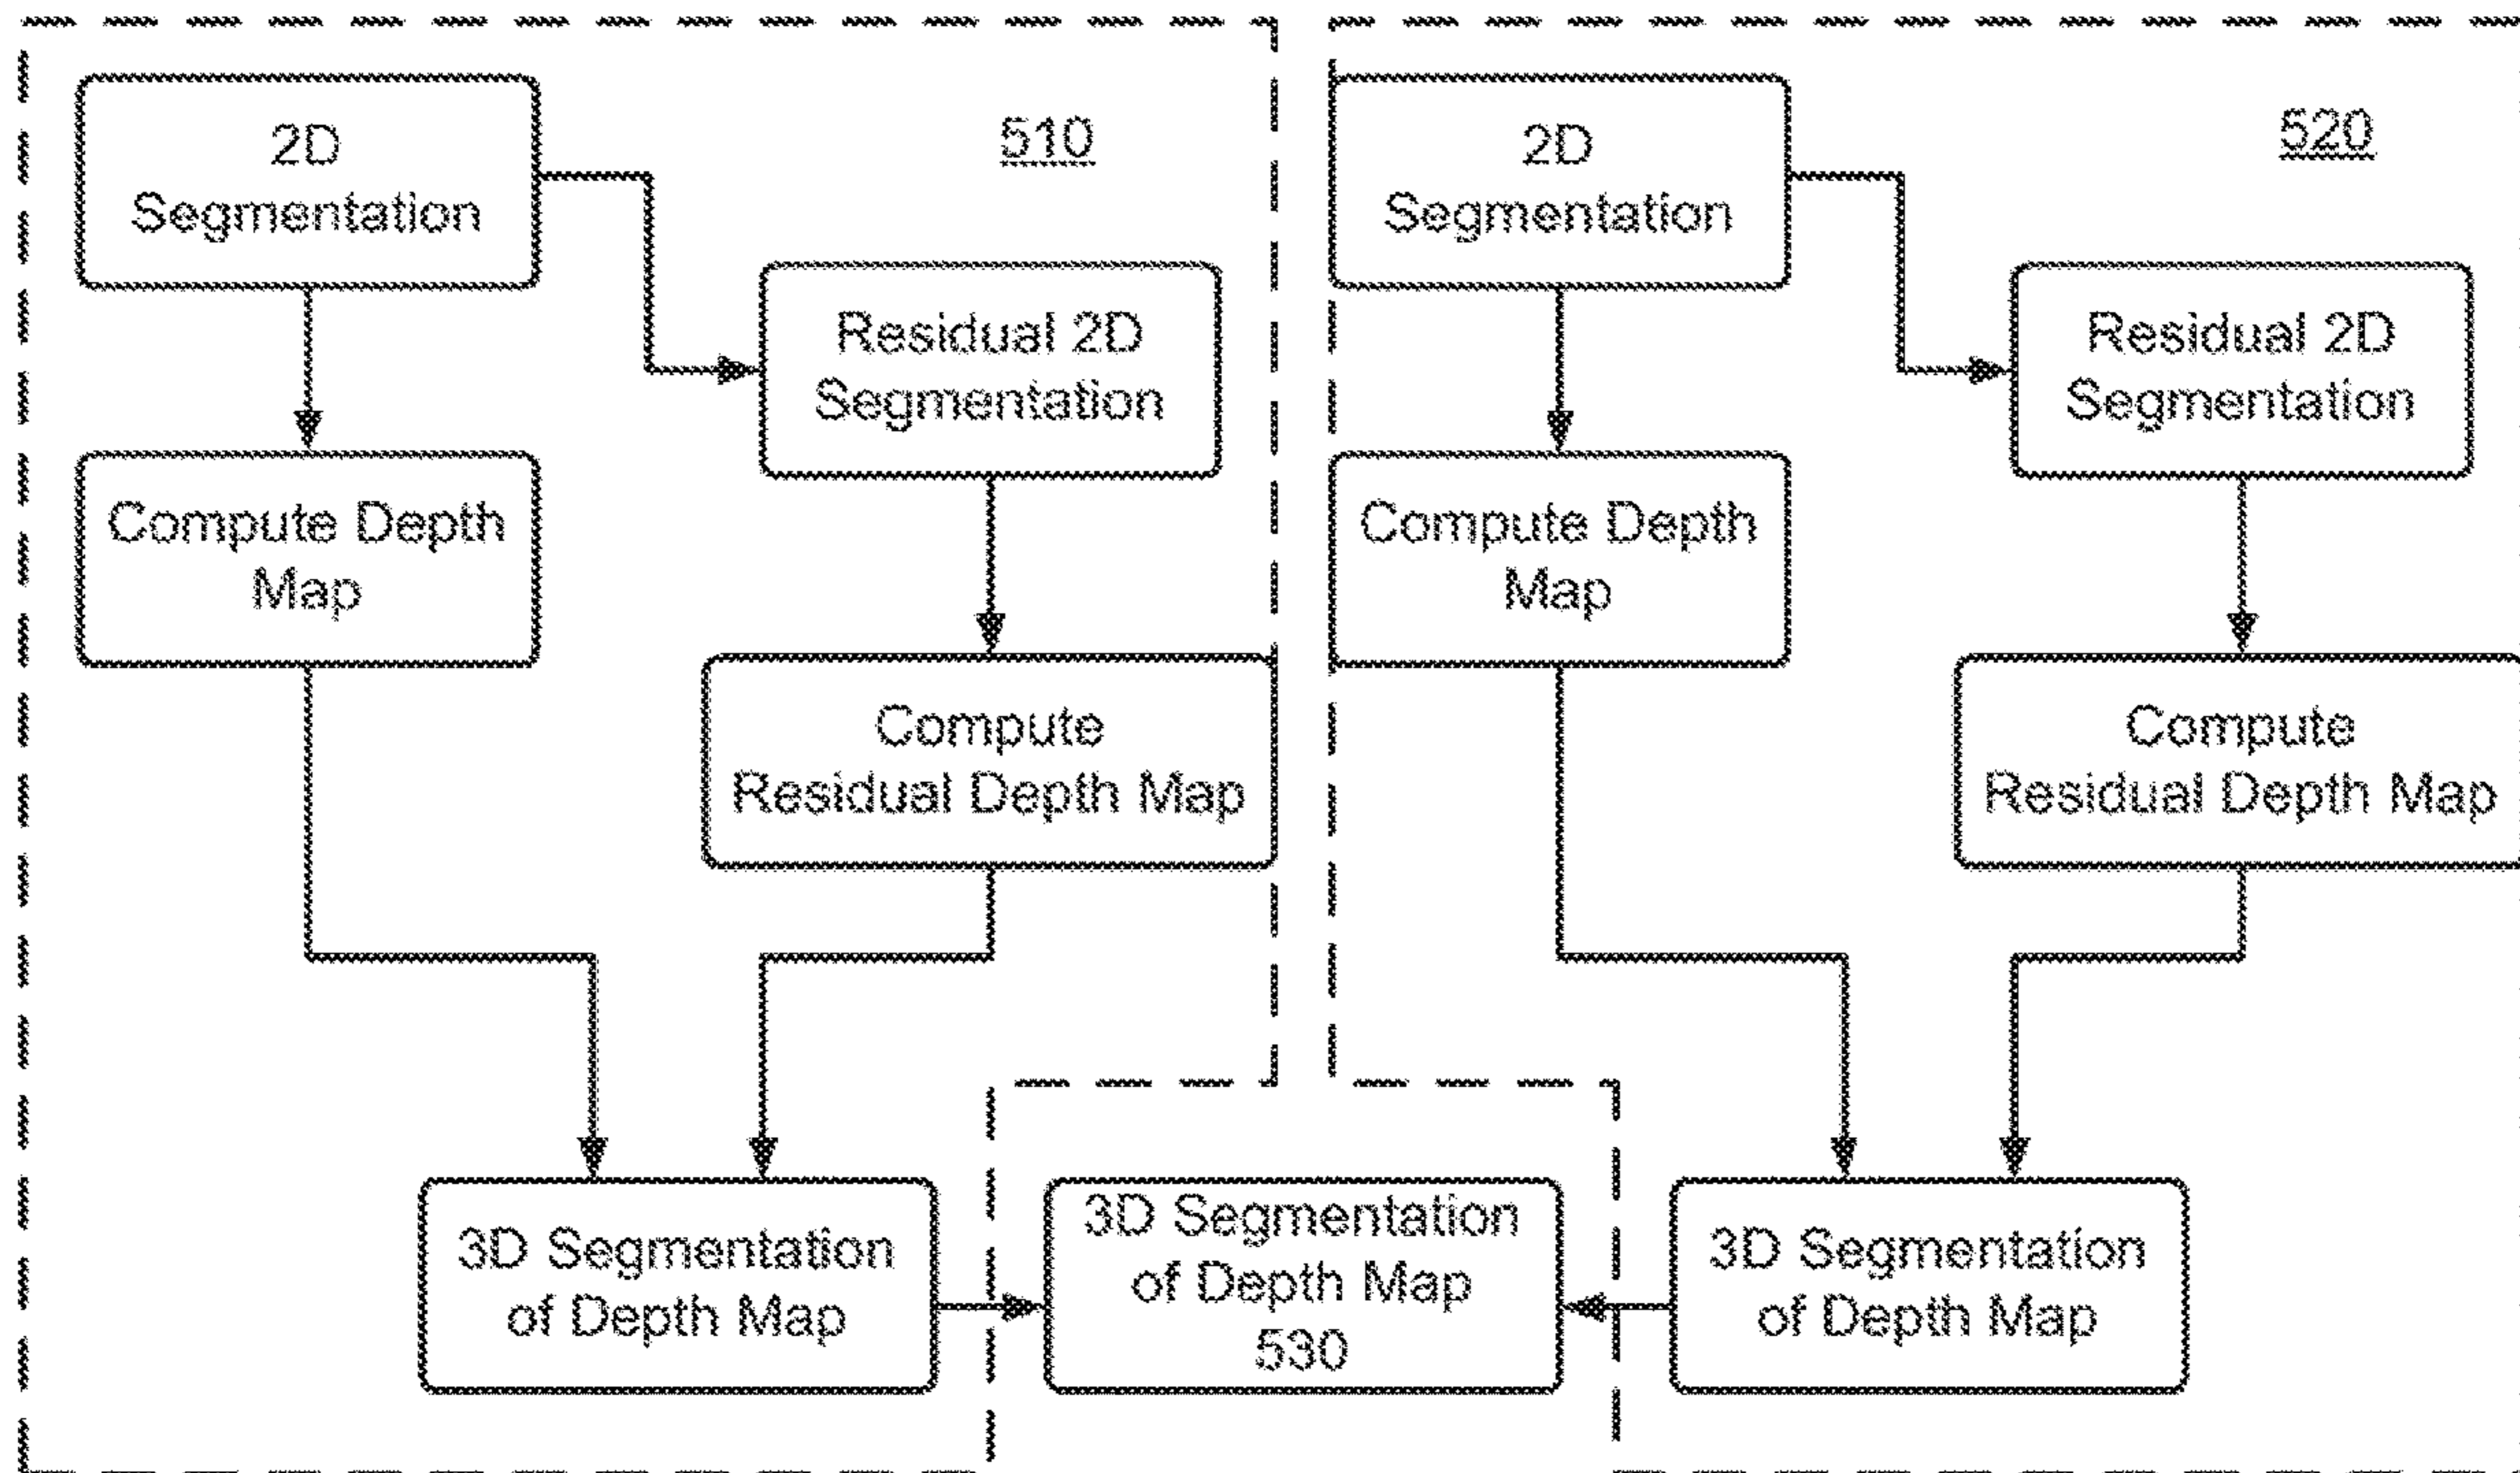 2D
Segmentation
510
Residual 2D
Segmentation
Compute Depth
Map
Compute
Residual Depth Map
3D Segmentation
of Depth Map
2D
Segmentation
520
Residual 2D
Segmentation
Compute Depth
Map
Compute
Residual Depth Map
3D Segmentation
of Depth Map
3D Segmentation
of Depth Map
530